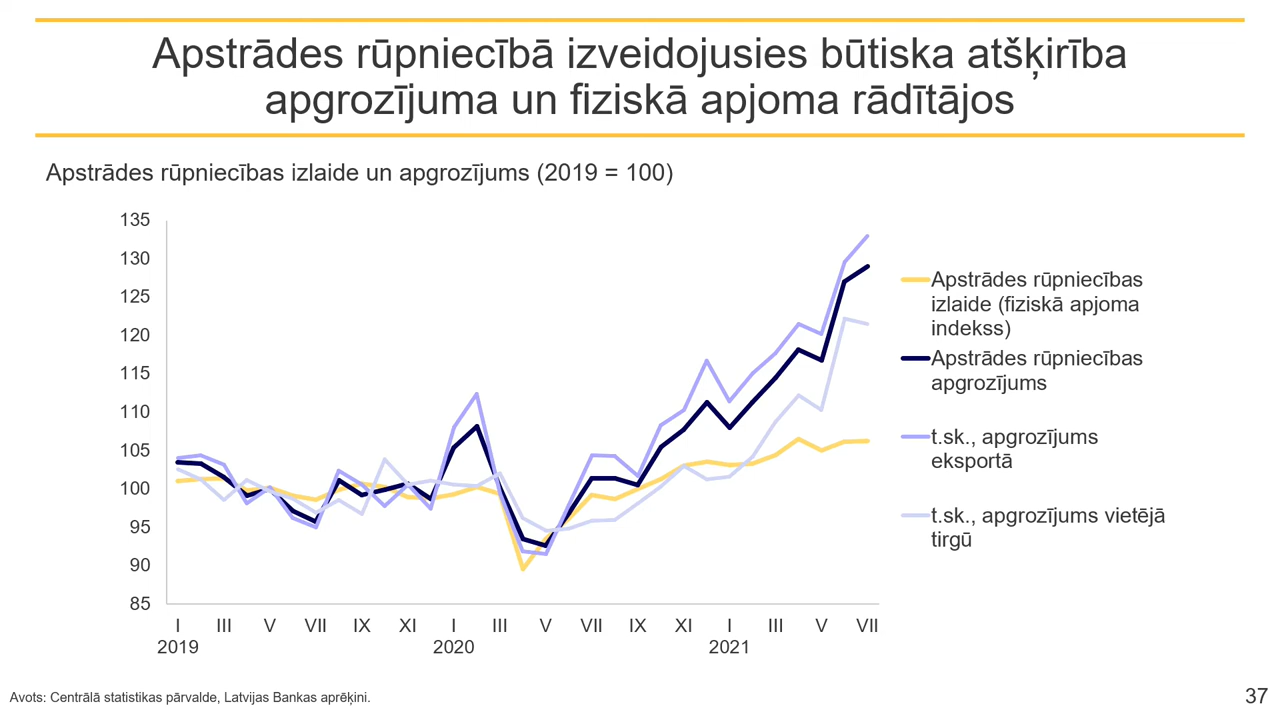 Apstrādes rūpniecībā izveidojusies būtiska atšķirība
apgrozījuma un fiziskā apjoma rādītājos
Apstrādes rūpniecības izlaide un apgrozījums (2019 = 100)
135
130
125
120
115
110
105
100
95
90
85
I III V VII IX XI I III V VII IX XI I III V VII
2019 2020 2021
Apstrādes rūpniecības
izlaide (fiziskā apjoma
indekss)
Apstrādes rūpniecības
apgrozījums
t.sk., apgrozījums
eksportā
t.sk., apgrozījums vietējā
tirgū
Avots: Centrālā statistikas pārvalde, Latvijas Bankas aprēķini.
37